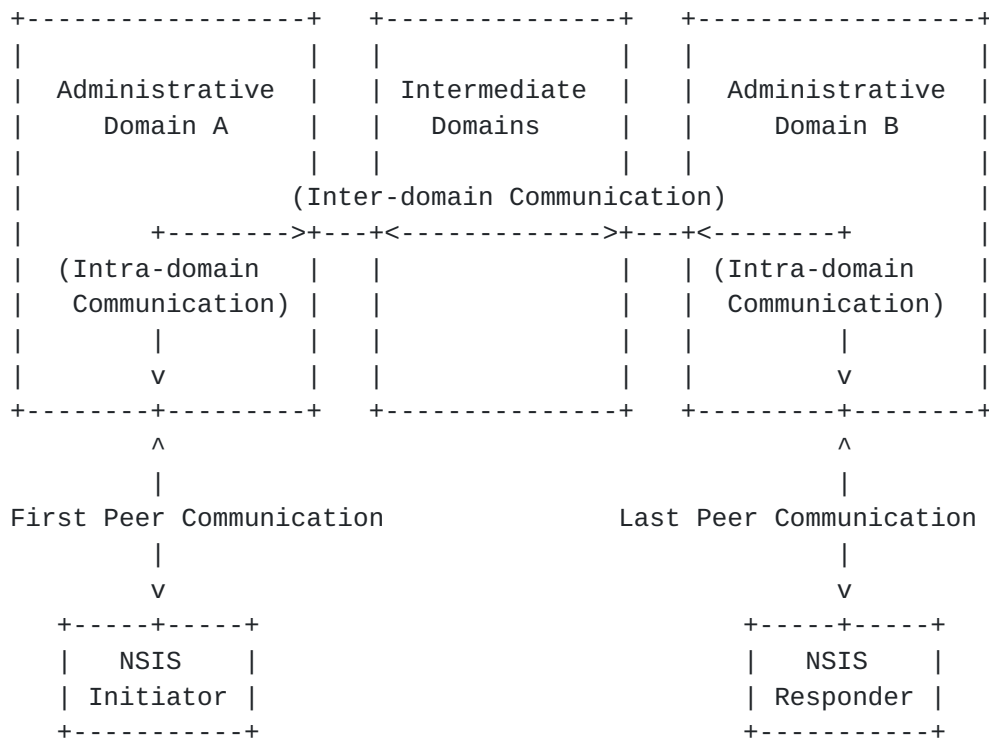 Administrative Intermediate Administrative
Domain A Domains Domain B
(Inter-domain Communication)
(Intra-domain (Intra-domain
Communication) Communication)
First Peer Communication Last Peer Communication
NSIS NSIS
Initiator Responder